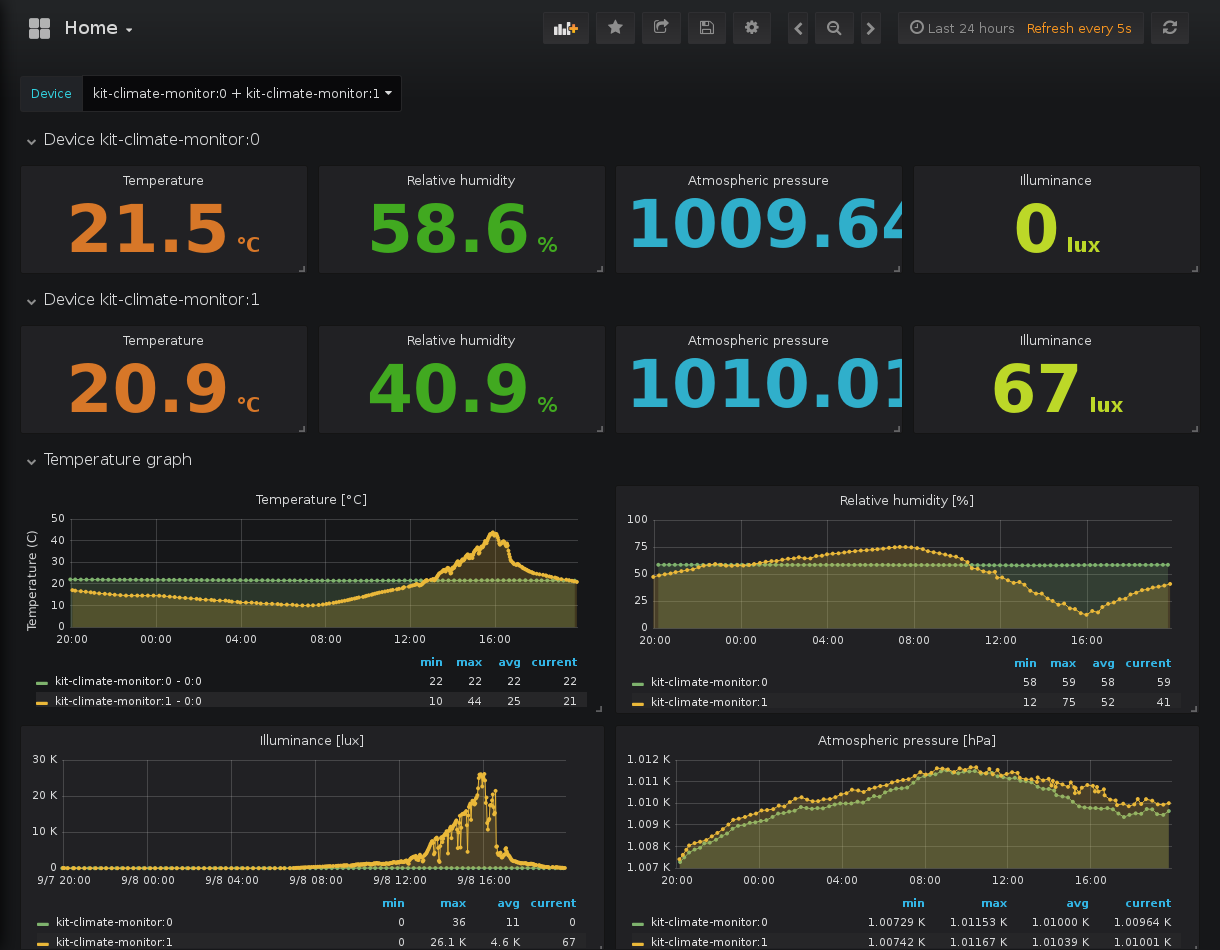 Home
Last 24 hours Refresh every 5s
Device kit-climate-monitor:0 + kit-climate-monitor:1
Device kit-climate-monitor:0
Temperature Relative humidity Atmospheric pressure Illuminance
21.5 °C 58.6 % 1009.64 0 lux
Device kit-climate-monitor:1
Temperature Relative humidity Atmospheric pressure Illuminance
20.9 °C 40.9 % 1010.01 67 lux
Temperature graph
Temperature [°C]
Temperature (C)
50
40
30
20
10
0
20:00 00:00 04:00 08:00 12:00 16:00
min max avg current
kit-climate-monitor:0 - 0:0 22 22 22 22
kit-climate-monitor:1 - 0:0 10 44 25 21
Relative humidity [%]
100
75
50
25
0
20:00 00:00 04:00 08:00 12:00 16:00
min max avg current
kit-climate-monitor:0 58 59 58 59
kit-climate-monitor:1 12 75 52 41
Illuminance [lux]
30 K
20 K
10 K
0
9/7 20:00 9/8 00:00 9/8 04:00 9/8 08:00 9/8 12:00 9/8 16:00
min max avg current
kit-climate-monitor:0 0 36 11 0
kit-climate-monitor:1 0 26.1 K 4.6 K 67
Atmospheric pressure [hPa]
1.012 K
1.011 K
1.010 K
1.009 K
1.008 K
1.007 K
20:00 00:00 04:00 08:00 12:00 16:00
min max avg current
kit-climate-monitor:0 1.00729 K 1.01153 K 1.01000 K 1.00964 K
kit-climate-monitor:1 1.00742 K 1.01167 K 1.01039 K 1.01001 K